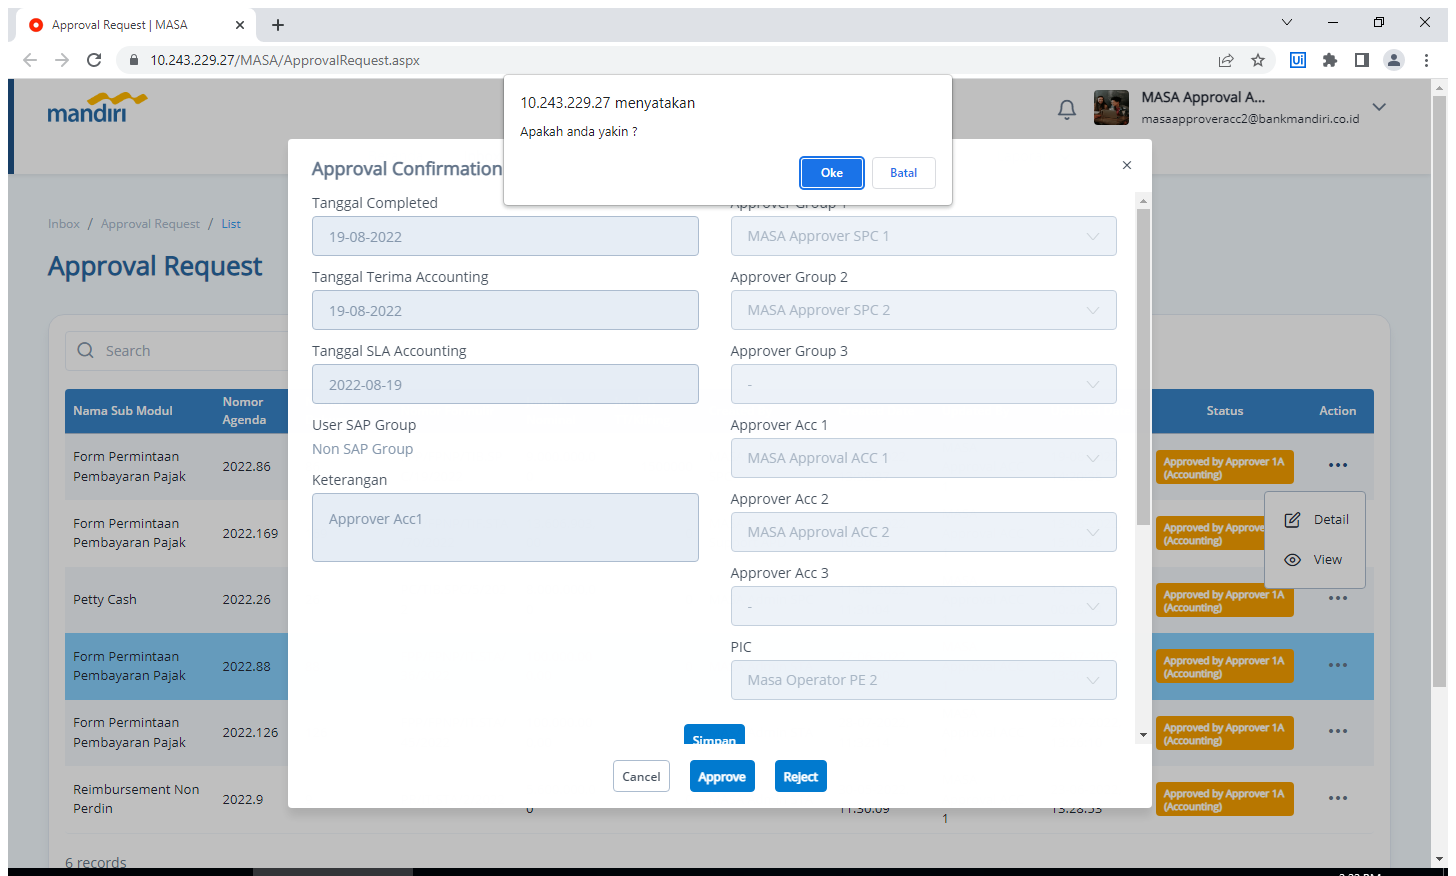 Approval Request | MASA
10.243.229.27/MASA/ApprovalRequest.aspx
Ui
mandiri
10.243.229.27 menyatakan
Apakah anda yakin ?
Oke
Batal
MASA Approval A...
masaapproveracc2@bankmandiri.co.id
Inbox / Approval Request / List
Approval Request
Search
Nama Sub Modul
Nomor Agenda
Status
Action
Form Permintaan Pembayaran Pajak
2022.86
Approved by Approver 1A (Accounting)
Form Permintaan Pembayaran Pajak
2022.169
Approved by Approver 1A (Accounting)
Detail
View
Petty Cash
2022.26
Approved by Approver 1A (Accounting)
Form Permintaan Pembayaran Pajak
2022.88
Approved by Approver 1A (Accounting)
Form Permintaan Pembayaran Pajak
2022.126
Approved by Approver 1A (Accounting)
Reimbursement Non Perdin
2022.9
0
11:30:09
1
13:28:53
Approved by Approver 1A (Accounting)
6 records
Approval Confirmation
Tanggal Completed
19-08-2022
Tanggal Terima Accounting
19-08-2022
Tanggal SLA Accounting
2022-08-19
User SAP Group
Non SAP Group
Keterangan
Approver Acc1
Approver Group 1
MASA Approver SPC 1
Approver Group 2
MASA Approver SPC 2
Approver Group 3
-
Approver Acc 1
MASA Approval ACC 1
Approver Acc 2
MASA Approval ACC 2
Approver Acc 3
-
PIC
Masa Operator PE 2
Simpan
Cancel
Approve
Reject